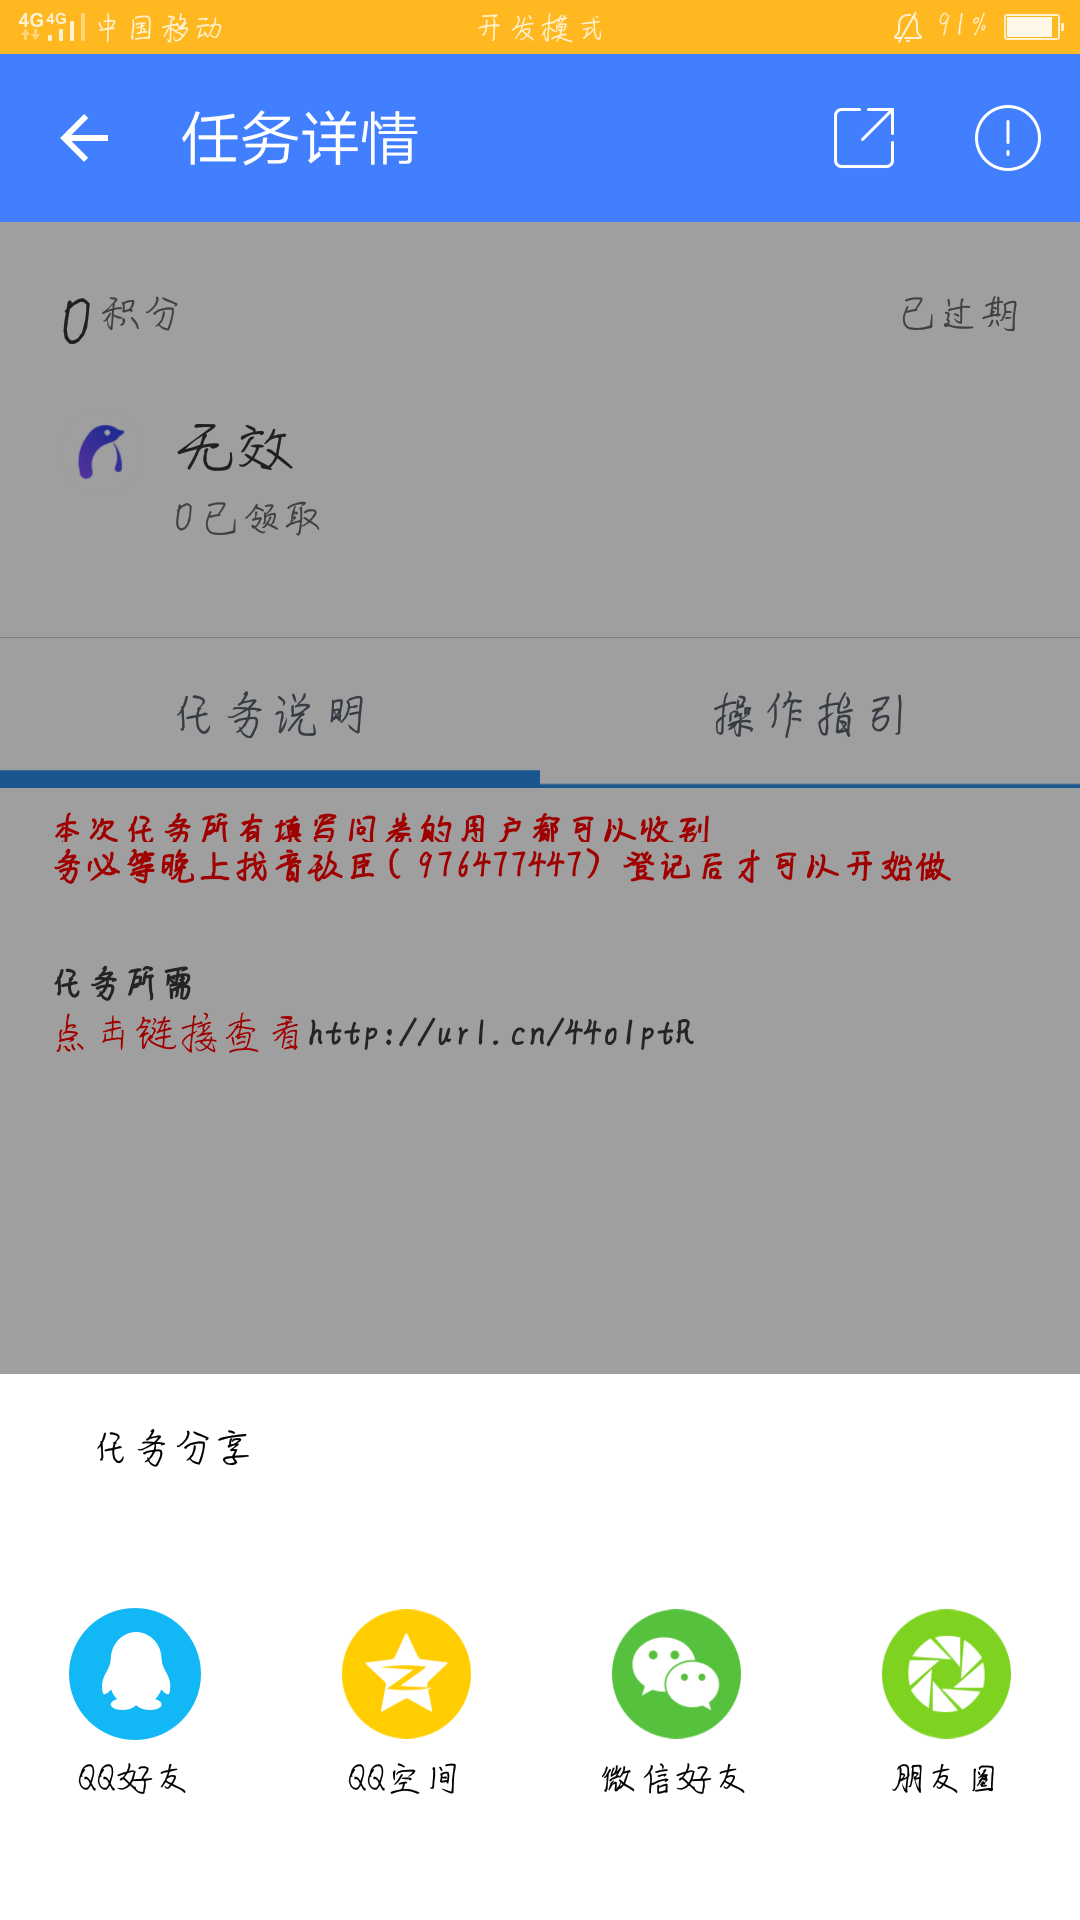 4G 4G 中国移动 开发模式 91%
任务详情
0积分 已过期
无效
0已领取
任务说明 操作指引
本次任务所有填写问卷的用户都可以收到
务必等晚上找音玖臣(976477447)登记后才可以开始做
任务所需
点击链接查看http://url.cn/44olptR
任务分享
QQ好友 QQ空间 微信好友 朋友圈